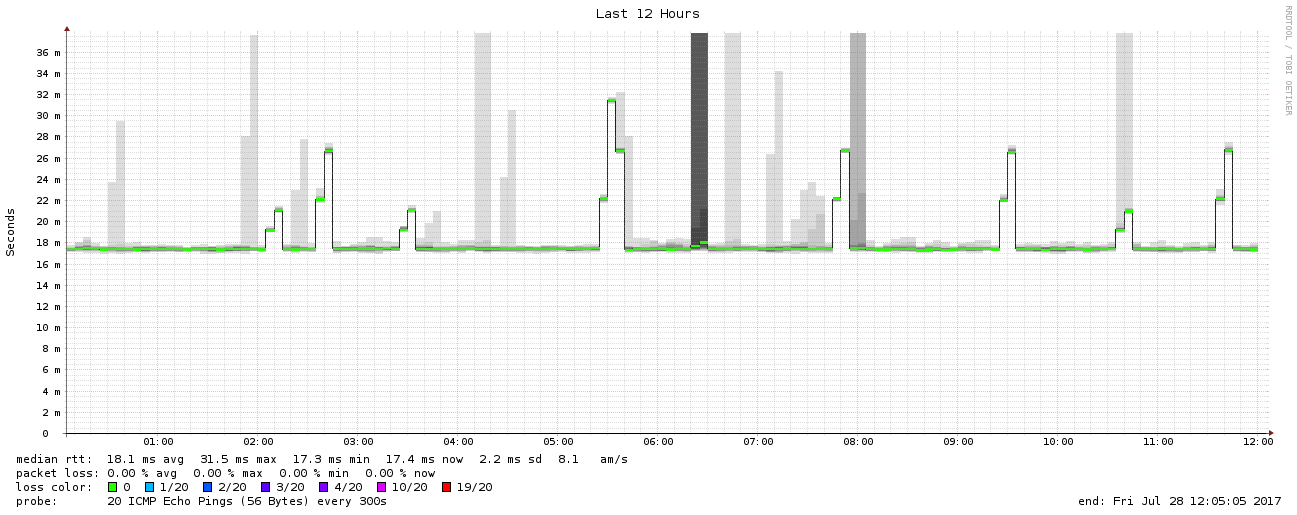 Last 12 Hours
RRDTOOL / TOBI OETIKER
Seconds
36 m
34 m
32 m
30 m
28 m
26 m
24 m
22 m
20 m
18 m
16 m
14 m
12 m
10 m
8 m
6 m
4 m
2 m
0
01:00 02:00 03:00 04:00 05:00 06:00 07:00 08:00 09:00 10:00 11:00 12:00
median rtt: 18.1 ms avg 31.5 ms max 17.3 ms min 17.4 ms now 2.2 ms sd 8.1 am/s
packet loss: 0.00 % avg 0.00 % max 0.00 % min 0.00 % now
loss color: 0 1/20 2/20 3/20 4/20 10/20 19/20
probe: 20 ICMP Echo Pings (56 Bytes) every 300s end: Fri Jul 28 12:05:05 2017